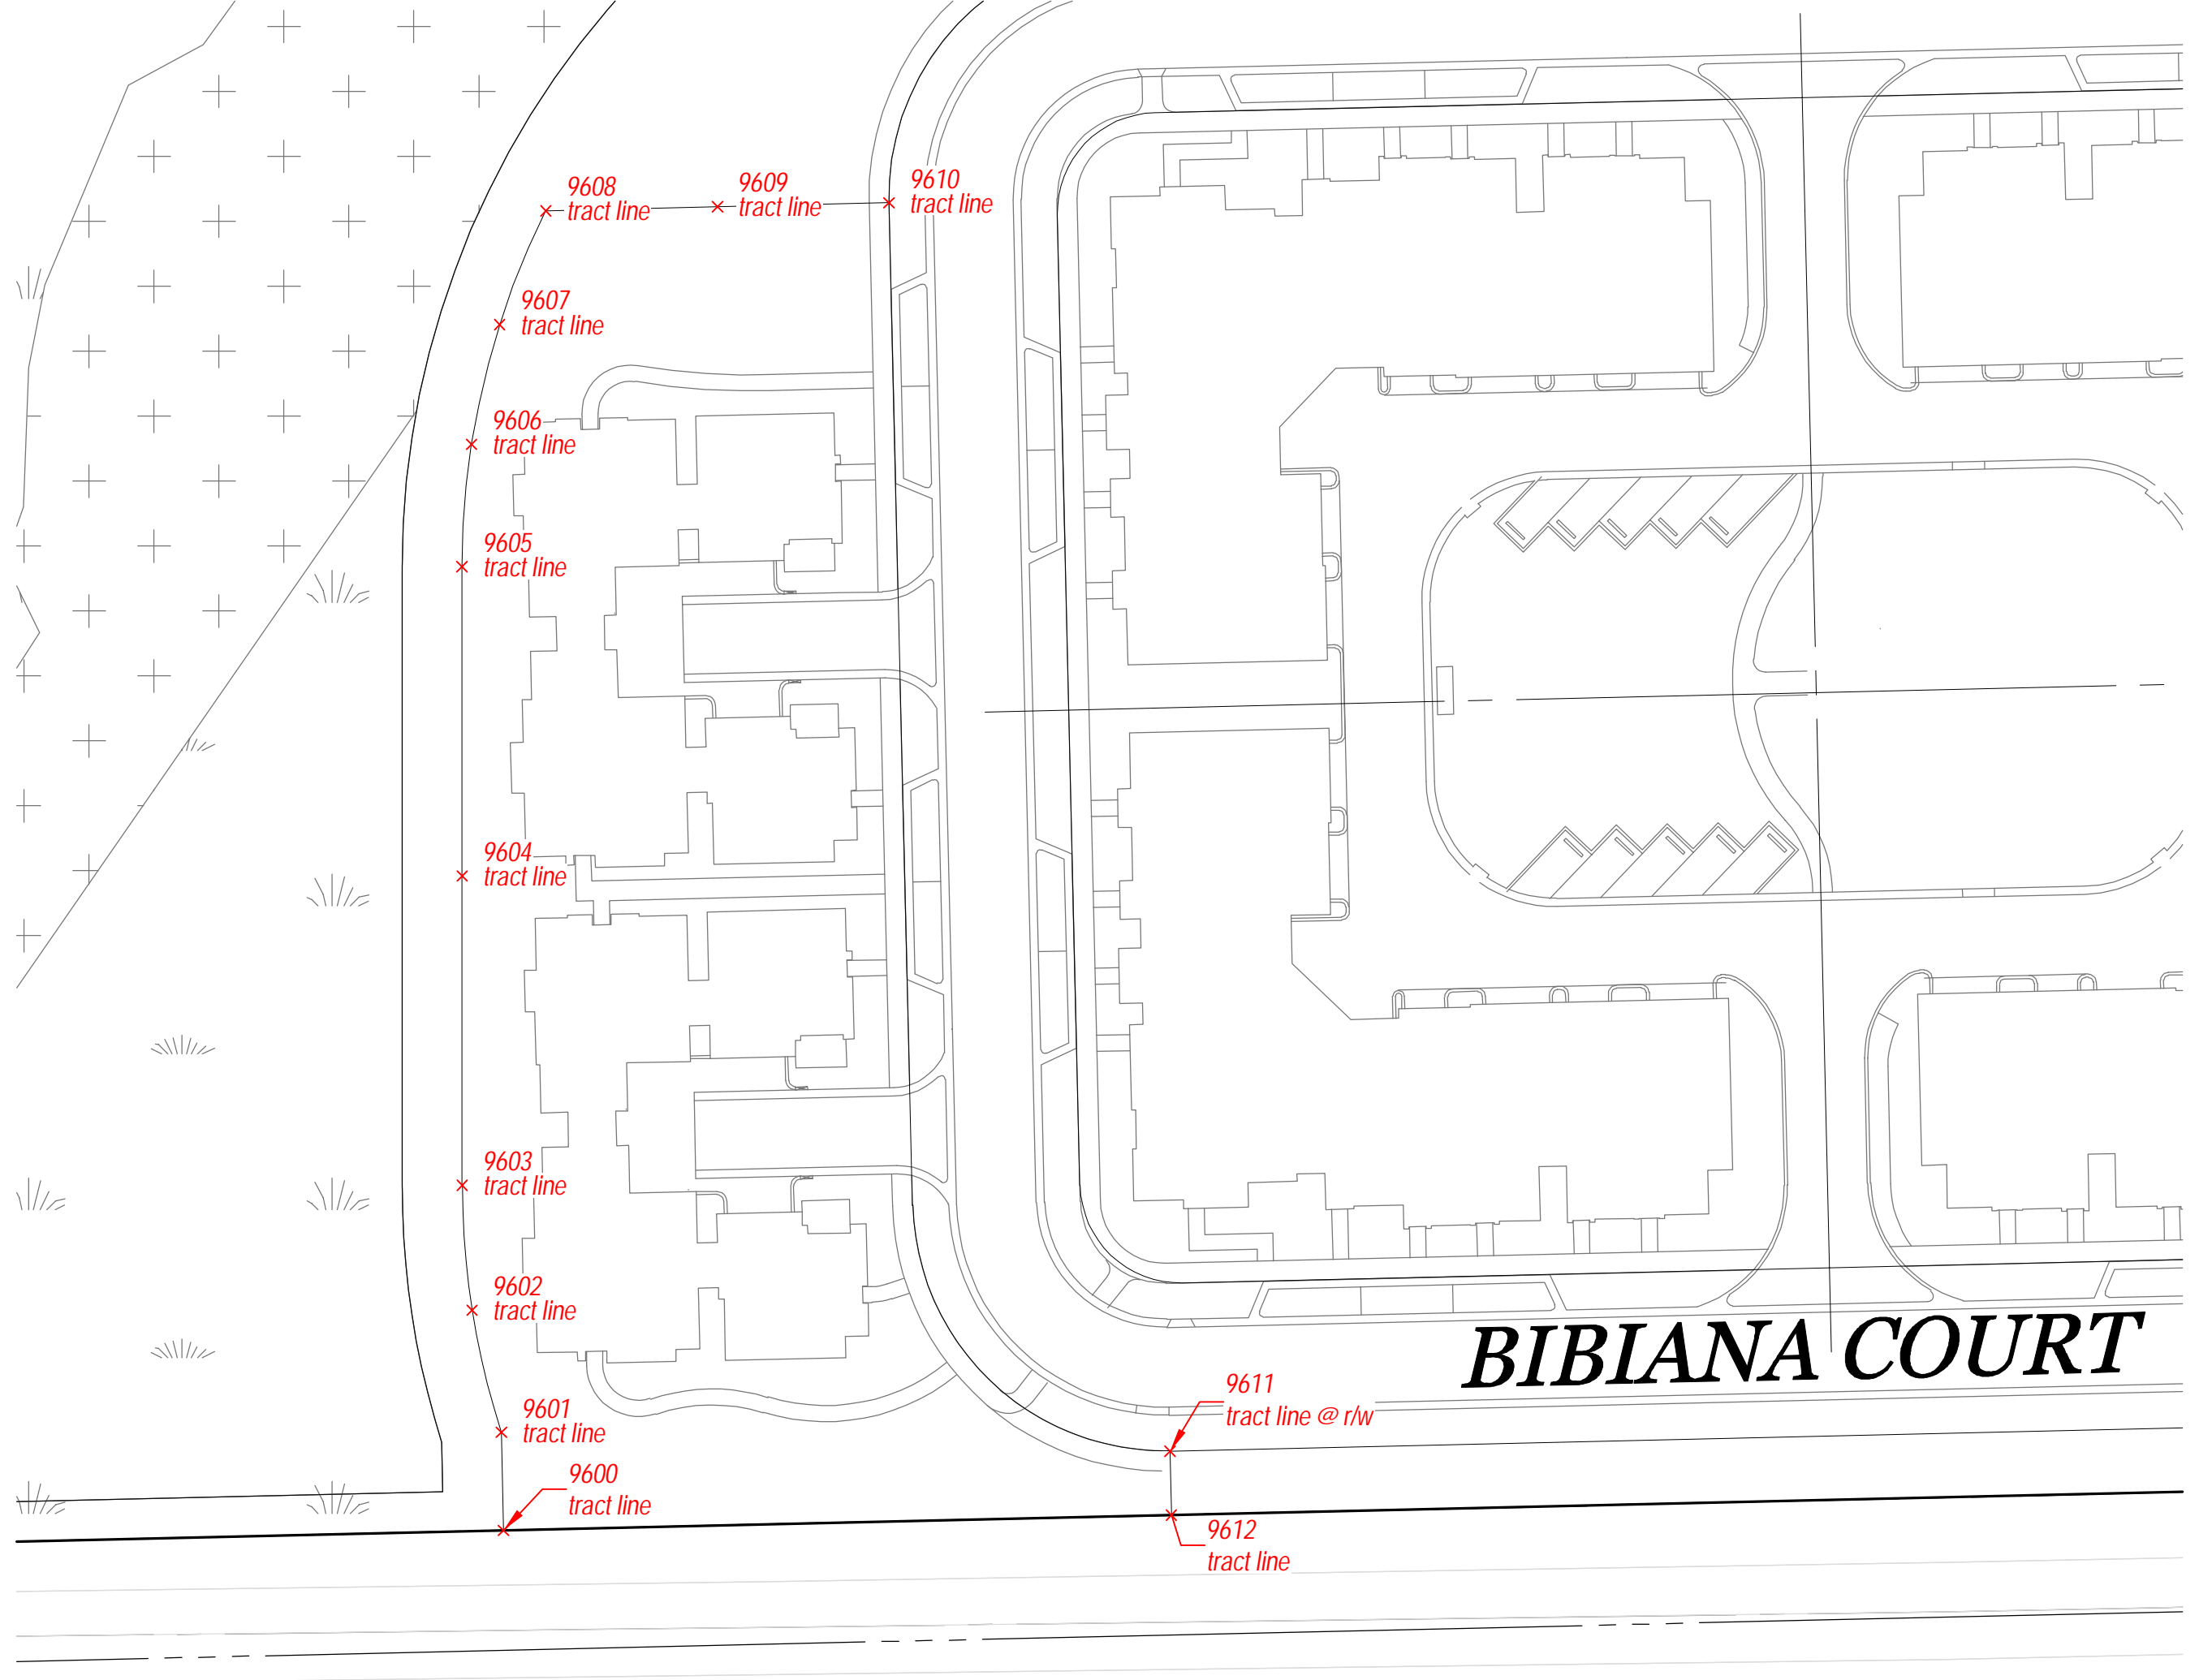 9608
tract line
9609
tract line
9610
tract line
9607
tract line
9606
tract line
9605
tract line
9604
tract line
9603
tract line
9602
tract line
9601
tract line
9600
tract line
9611
tract line @ r/w
9612
tract line
BIBIANA COURT